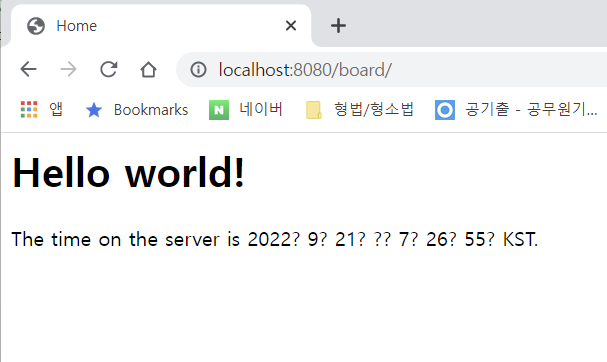 Home
localhost:8080/board/
앱 Bookmarks N 네이버 형법/형소법 공기출 - 공무원기...
Hello world!
The time on the server is 2022? 9? 21? ?? 7? 26? 55? KST.